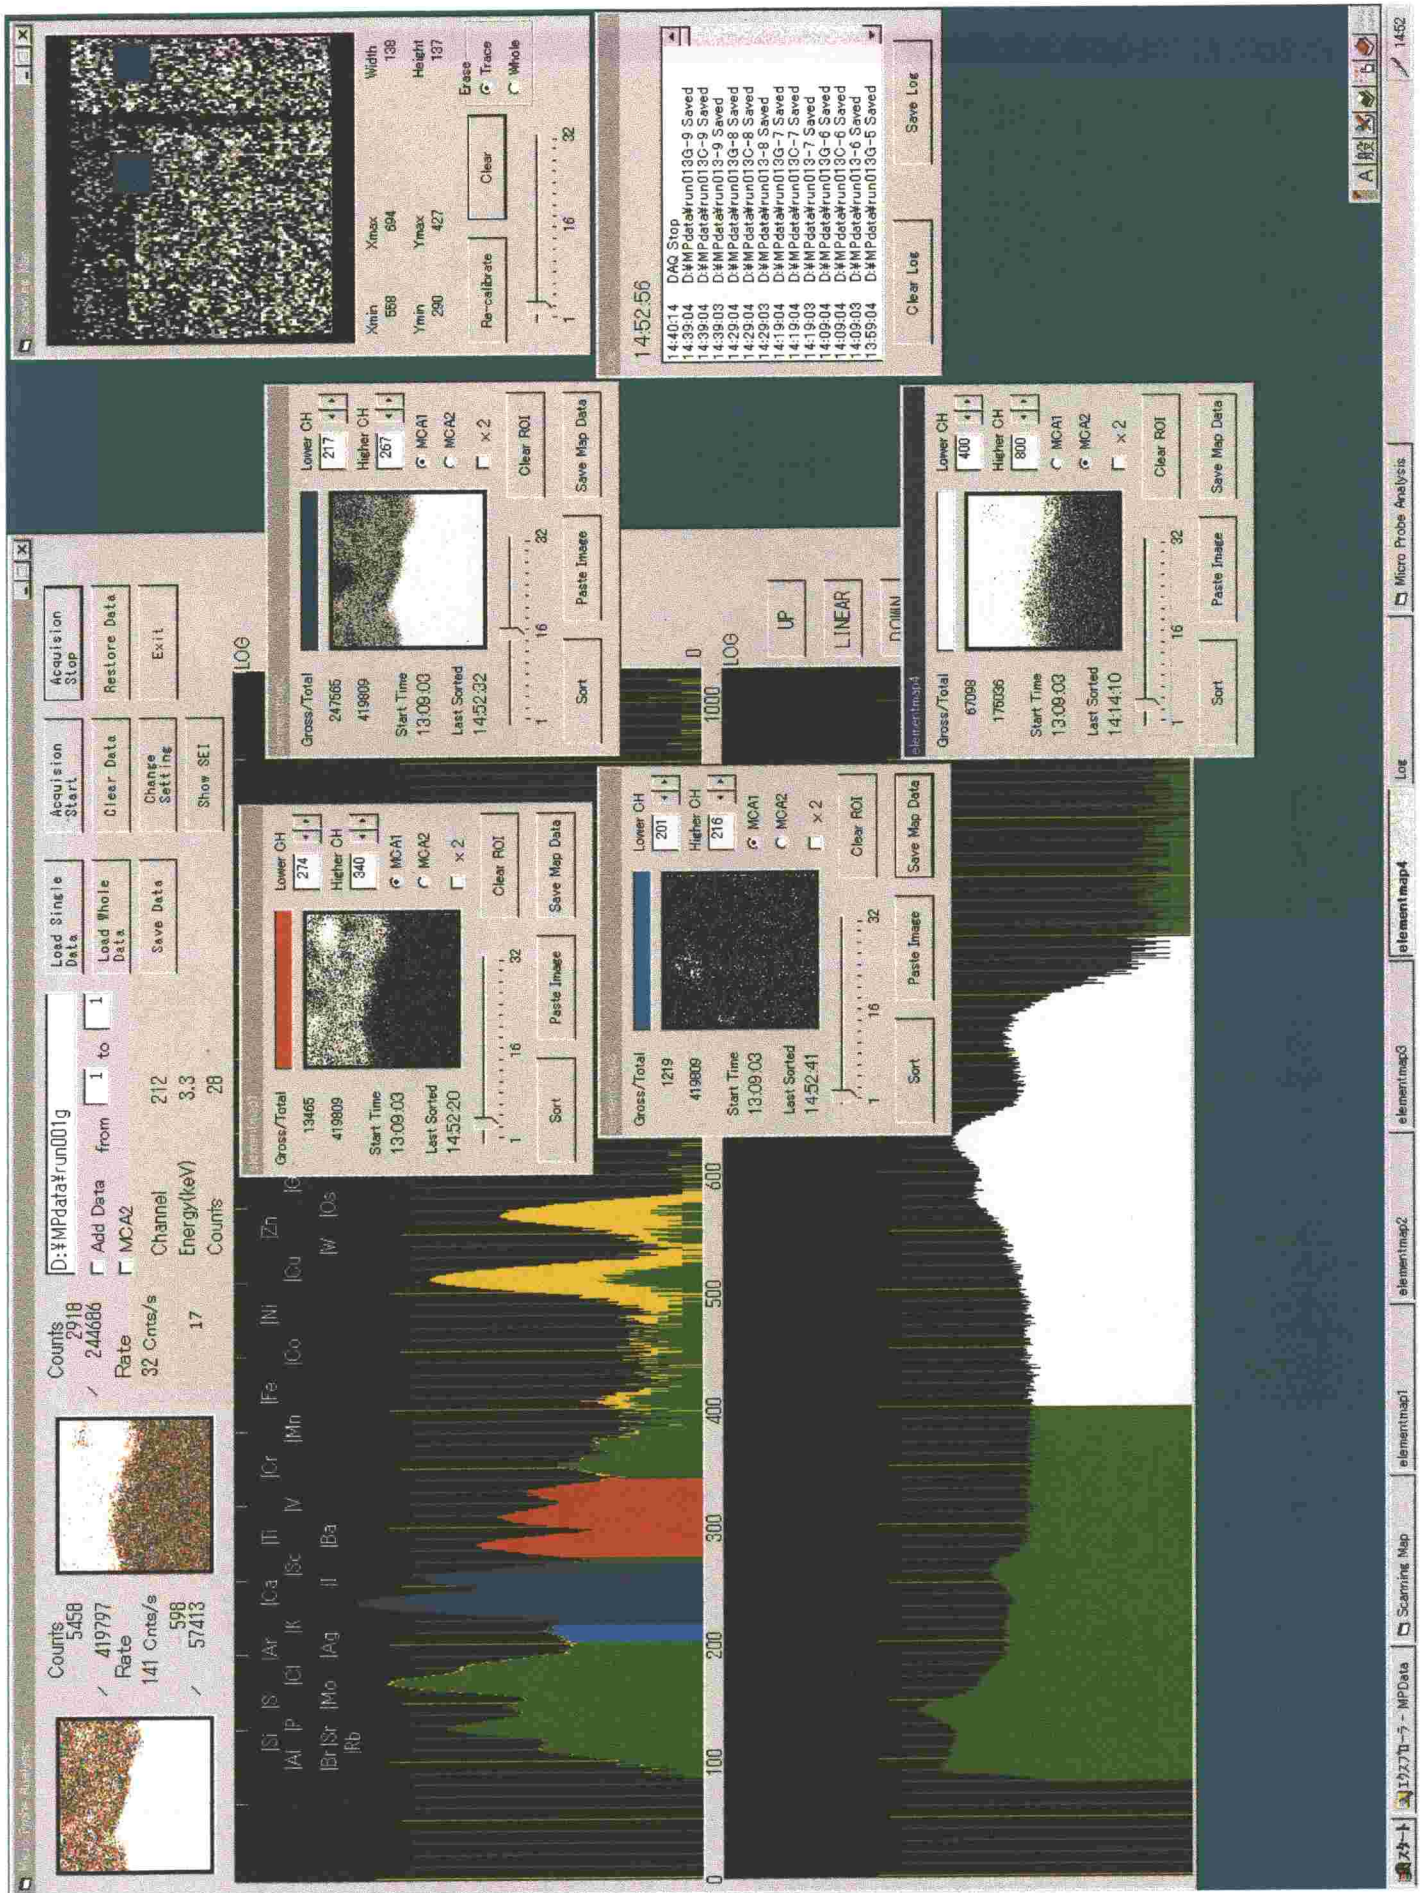 Micro Probe Analysis
Counts
5458
/ 419797
Rate
141 Cnts/s
598
/ 57413
Counts
2918
/ 244686
Rate
32 Cnts/s
17
D:¥MPdata¥run001g
Add Data from 1 to 1
MCA2
Channel 212
Energy(keV) 3.3
Counts 28
Load Single Data
Load Whole Data
Save Data
Acquision Start
Clear Data
Change Setting
Show SEI
Acquision Stop
Restore Data
Exit
|Si |S |Ar |Ca |Ti |Cr |Fe |Ni |Zn
|Al |P |Cl |K |Sc |V |Mn |Co |Cu |G
|Br |Sr |Mo |Ag |I |Ba |W |Os
|Rb
LOG
0
0 100 200 300 400 500 600 1000
LOG
UP
LINEAR
DOWN
Gross/Total
13465
419809
Start Time
13:09:03
Last Sorted
14:52:20
Lower CH
274
Higher CH
340
MCA1
MCA2
×2
Clear ROI
1 16 32
Sort
Paste Image
Save Map Data
Gross/Total
247565
419809
Start Time
13:09:03
Last Sorted
14:52:32
Lower CH
217
Higher CH
267
MCA1
MCA2
×2
Clear ROI
1 16 32
Sort
Paste Image
Save Map Data
Gross/Total
1219
419809
Start Time
13:09:03
Last Sorted
14:52:41
Lower CH
201
Higher CH
216
MCA1
MCA2
×2
Clear ROI
1 16 32
Sort
Paste Image
Save Map Data
elementmap4
Gross/Total
67098
175036
Start Time
13:09:03
Last Sorted
14:14:10
Lower CH
400
Higher CH
800
MCA1
MCA2
×2
Clear ROI
1 16 32
Sort
Paste Image
Save Map Data
Scanning Map
Xmin Xmax Width
558 694 138
Ymin Ymax Height
290 427 137
Re-calibrate
Clear
Erase
Trace
Whole
1 16 32
14:52:56
14:40:14 DAQ Stop
14:39:04 D:¥MPdata¥run013G-9 Saved
14:39:04 D:¥MPdata¥run013C-9 Saved
14:39:03 D:¥MPdata¥run013-9 Saved
14:29:04 D:¥MPdata¥run013G-8 Saved
14:29:04 D:¥MPdata¥run013C-8 Saved
14:29:03 D:¥MPdata¥run013-8 Saved
14:19:04 D:¥MPdata¥run013G-7 Saved
14:19:04 D:¥MPdata¥run013C-7 Saved
14:19:03 D:¥MPdata¥run013-7 Saved
14:09:04 D:¥MPdata¥run013G-6 Saved
14:09:04 D:¥MPdata¥run013C-6 Saved
14:09:03 D:¥MPdata¥run013-6 Saved
13:59:04 D:¥MPdata¥run013G-5 Saved
Clear Log
Save Log
A 般
スタート
エクスプローラー - MPData
Scanning Map
elementmap1
elementmap2
elementmap3
elementmap4
Log
Micro Probe Analysis
14:52